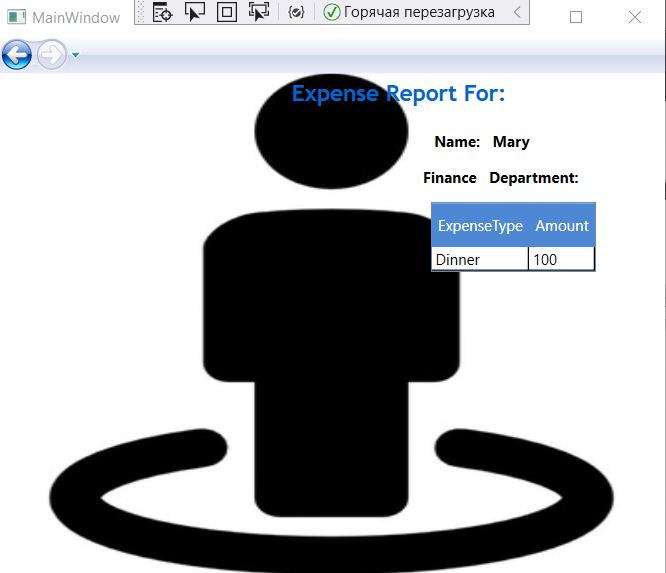 MainWindow
Горячая перезагрузка
Expense Report For:
Name: Mary
Finance Department:
ExpenseType Amount
Dinner 100